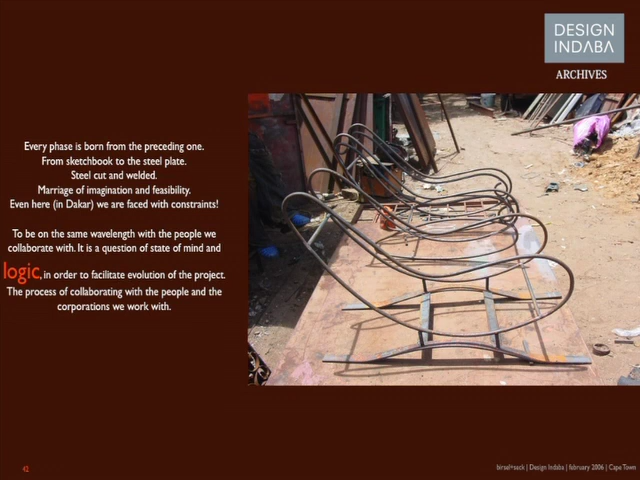 DESIGN
INDABA
ARCHIVES
Every phase is born from the preceding one.
From sketchbook to the steel plate.
Steel cut and welded.
Marriage of imagination and feasibility.
Even here (in Dakar) we are faced with constraints!
To be on the same wavelength with the people we
collaborate with. It is a question of state of mind and
logic, in order to facilitate evolution of the project.
The process of collaborating with the people and the
corporations we work with.
42
birsel+seck | Design Indaba | february 2006 | Cape Town